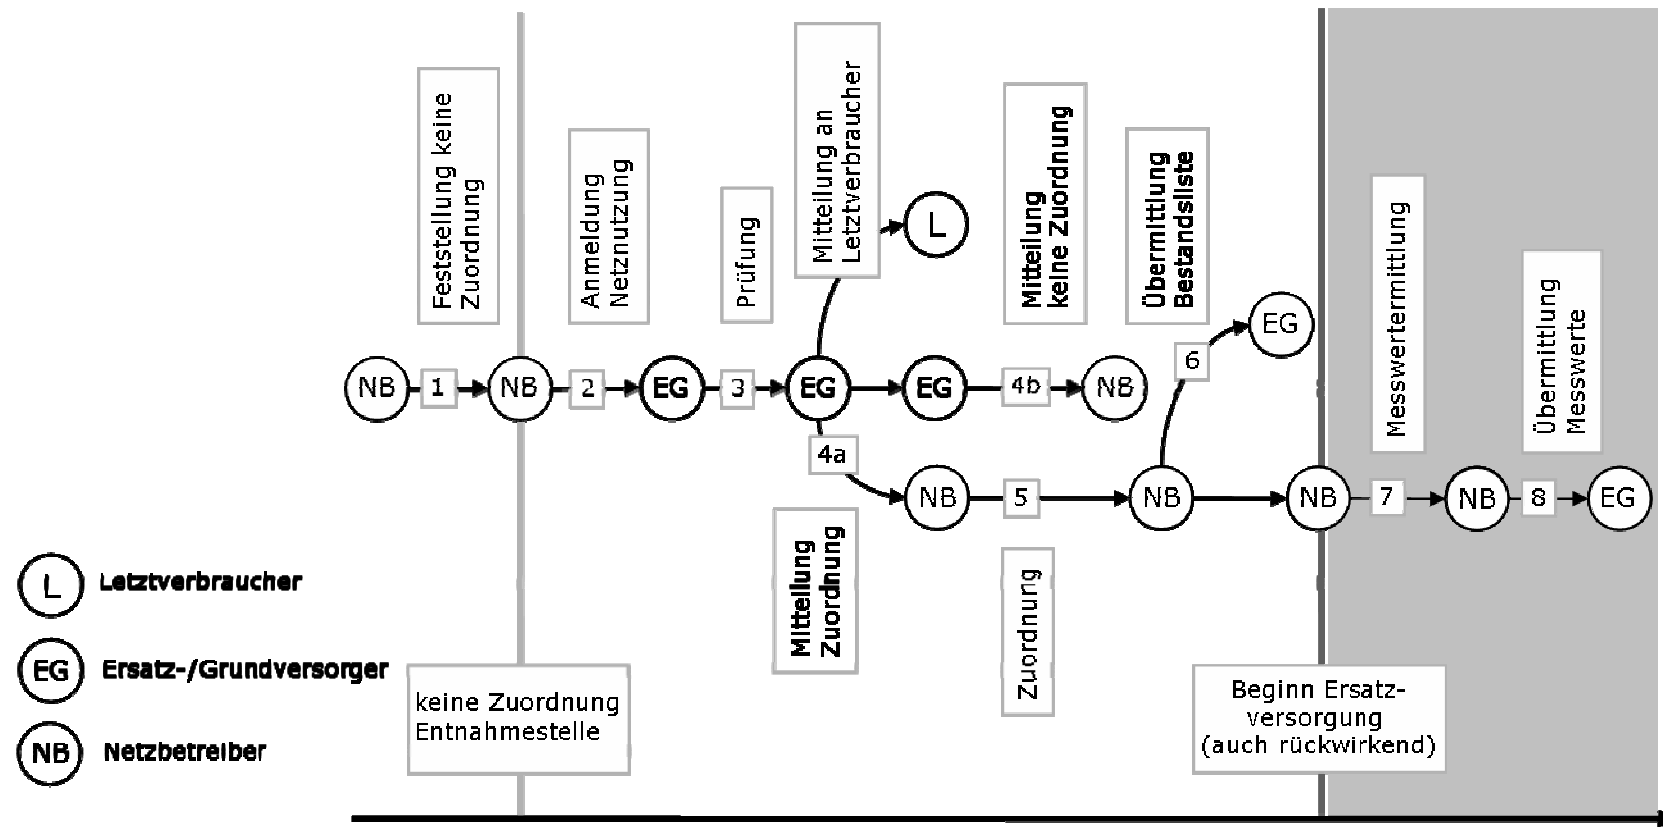 Feststellung keine
Zuordnung
Anmeldung
Netznutzung
Prüfung
Mitteilung an
Letztverbraucher
Mitteilung
keine Zuordnung
Übermittlung
Bestandsliste
Messwertermittlung
Übermittlung
Messwerte
L
EG
6
NB
1
NB
2
EG
3
EG
EG
4b
NB
4a
NB
5
NB
NB
7
NB
8
EG
Mitteilung
Zuordnung
Zuordnung
L
Letztverbraucher
EG
Ersatz-/Grundversorger
NB
Netzbetreiber
keine Zuordnung
Entnahmestelle
Beginn Ersatz-
versorgung
(auch rückwirkend)